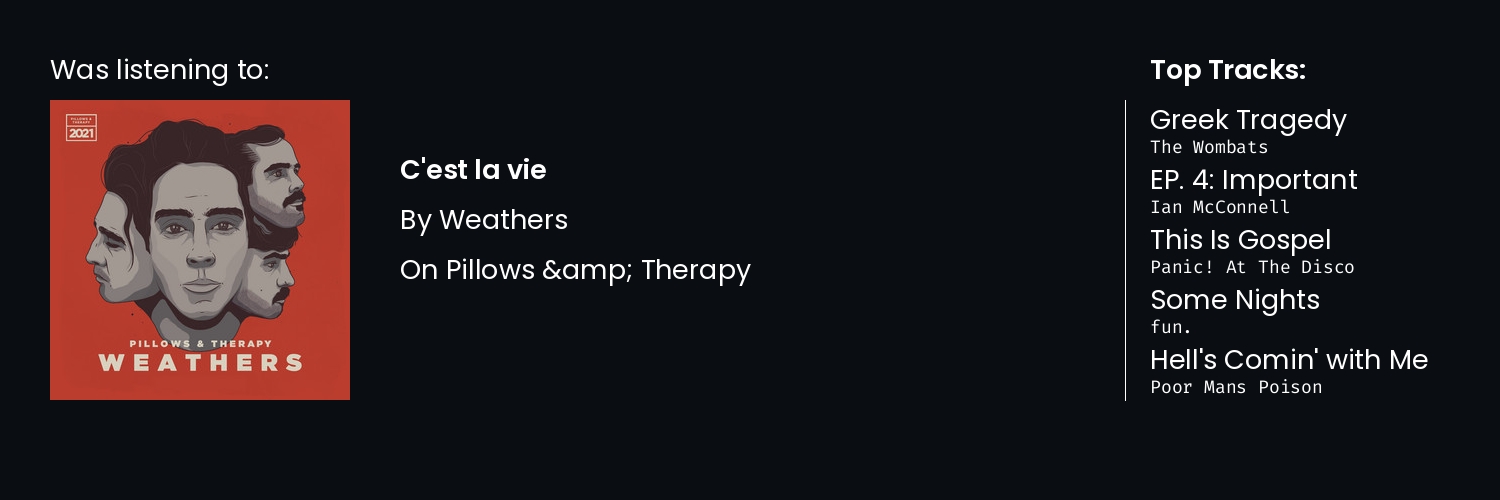 Was listening to:
PILLOWS &
THERAPY
2021
PILLOWS & THERAPY
WEATHERS
C'est la vie
By Weathers
On Pillows &amp; Therapy
Top Tracks:
Greek Tragedy
The Wombats
EP. 4: Important
Ian McConnell
This Is Gospel
Panic! At The Disco
Some Nights
fun.
Hell's Comin' with Me
Poor Mans Poison